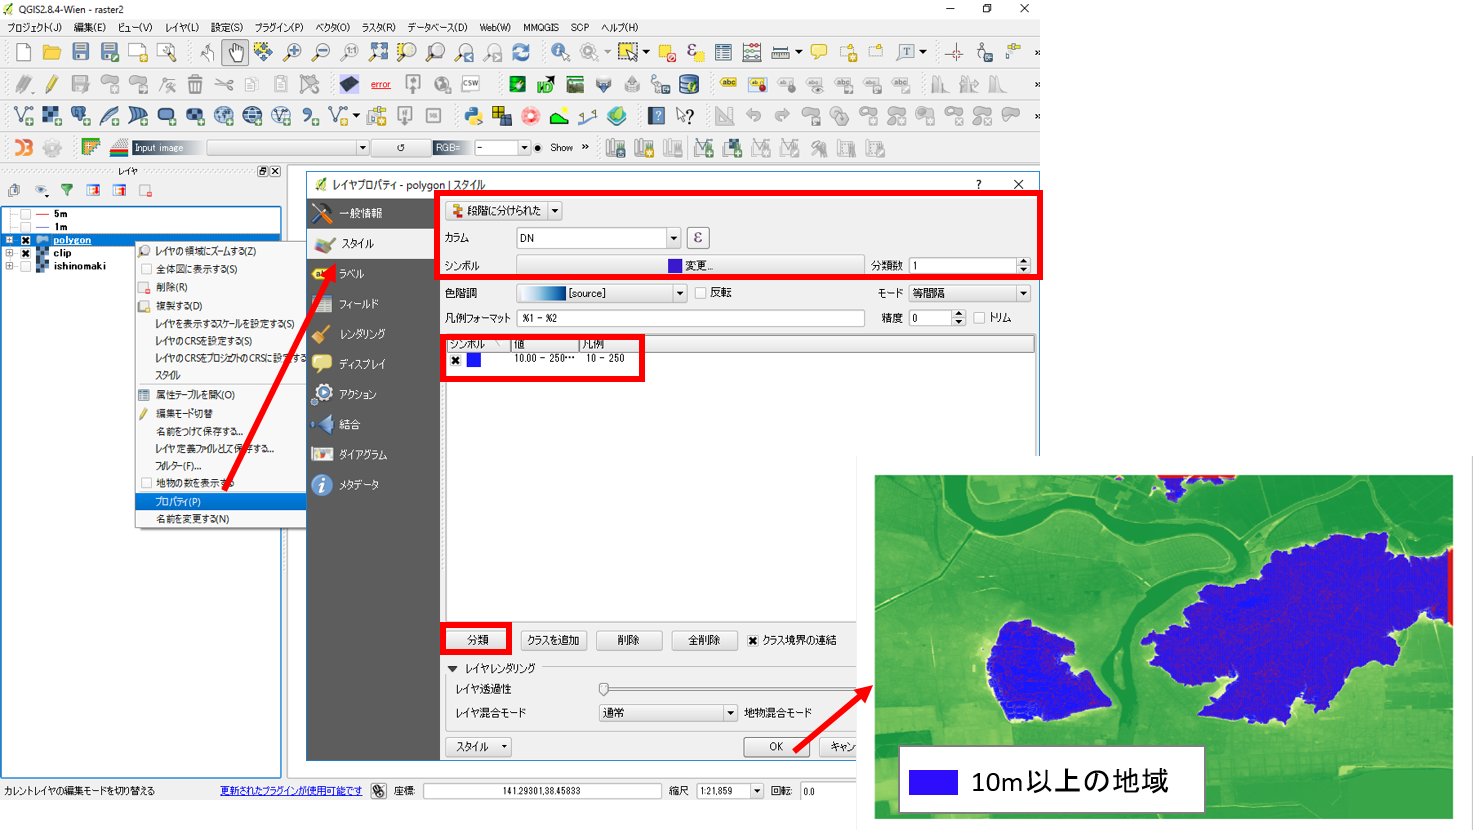 QGIS2.8.4-Wien - raster2
プロジェクト(J) 編集(E) ビュー(V) レイヤ(L) 設定(S) プラグイン(P) ベクタ(O) ラスタ(R) データベース(D) Web(W) MMQGIS SCP ヘルプ(H)
error
CSW
abc
Input image
RGB=
-
Show
レイヤ
5m
1m
polygon
clip
ishinomaki
レイヤの領域にズームする(Z)
全体図に表示する(S)
削除(R)
複製する(D)
レイヤを表示するスケールを設定する(S)
レイヤのCRSを設定する(S)
レイヤのCRSをプロジェクトのCRSに設定する
スタイル
属性テーブルを開く(O)
編集モード切替
名前をつけて保存する...
レイヤ定義ファイルとして保存する...
フィルター(F)...
地物の数を表示する
プロパティ(P)
名前を変更する(N)
レイヤプロパティ - polygon | スタイル
一般情報
スタイル
ラベル
フィールド
レンダリング
ディスプレイ
アクション
結合
ダイアグラム
メタデータ
段階に分けられた
カラム DN ε
シンボル 変更... 分類数 1
色階調 [source] 反転 モード 等間隔
凡例フォーマット %1 - %2 精度 0 トリム
シンボル 値 凡例
10.00 - 250… 10 - 250
分類 クラスを追加 削除 全削除 クラス境界の連結
レイヤレンダリング
レイヤ透過性
レイヤ混合モード 通常 地物混合モード
スタイル OK キャン
10m以上の地域
カレントレイヤの編集モードを切り替える 更新されたプラグインが使用可能です 座標: 141.29301,38.45833 縮尺 1:21,859 回転: 0.0